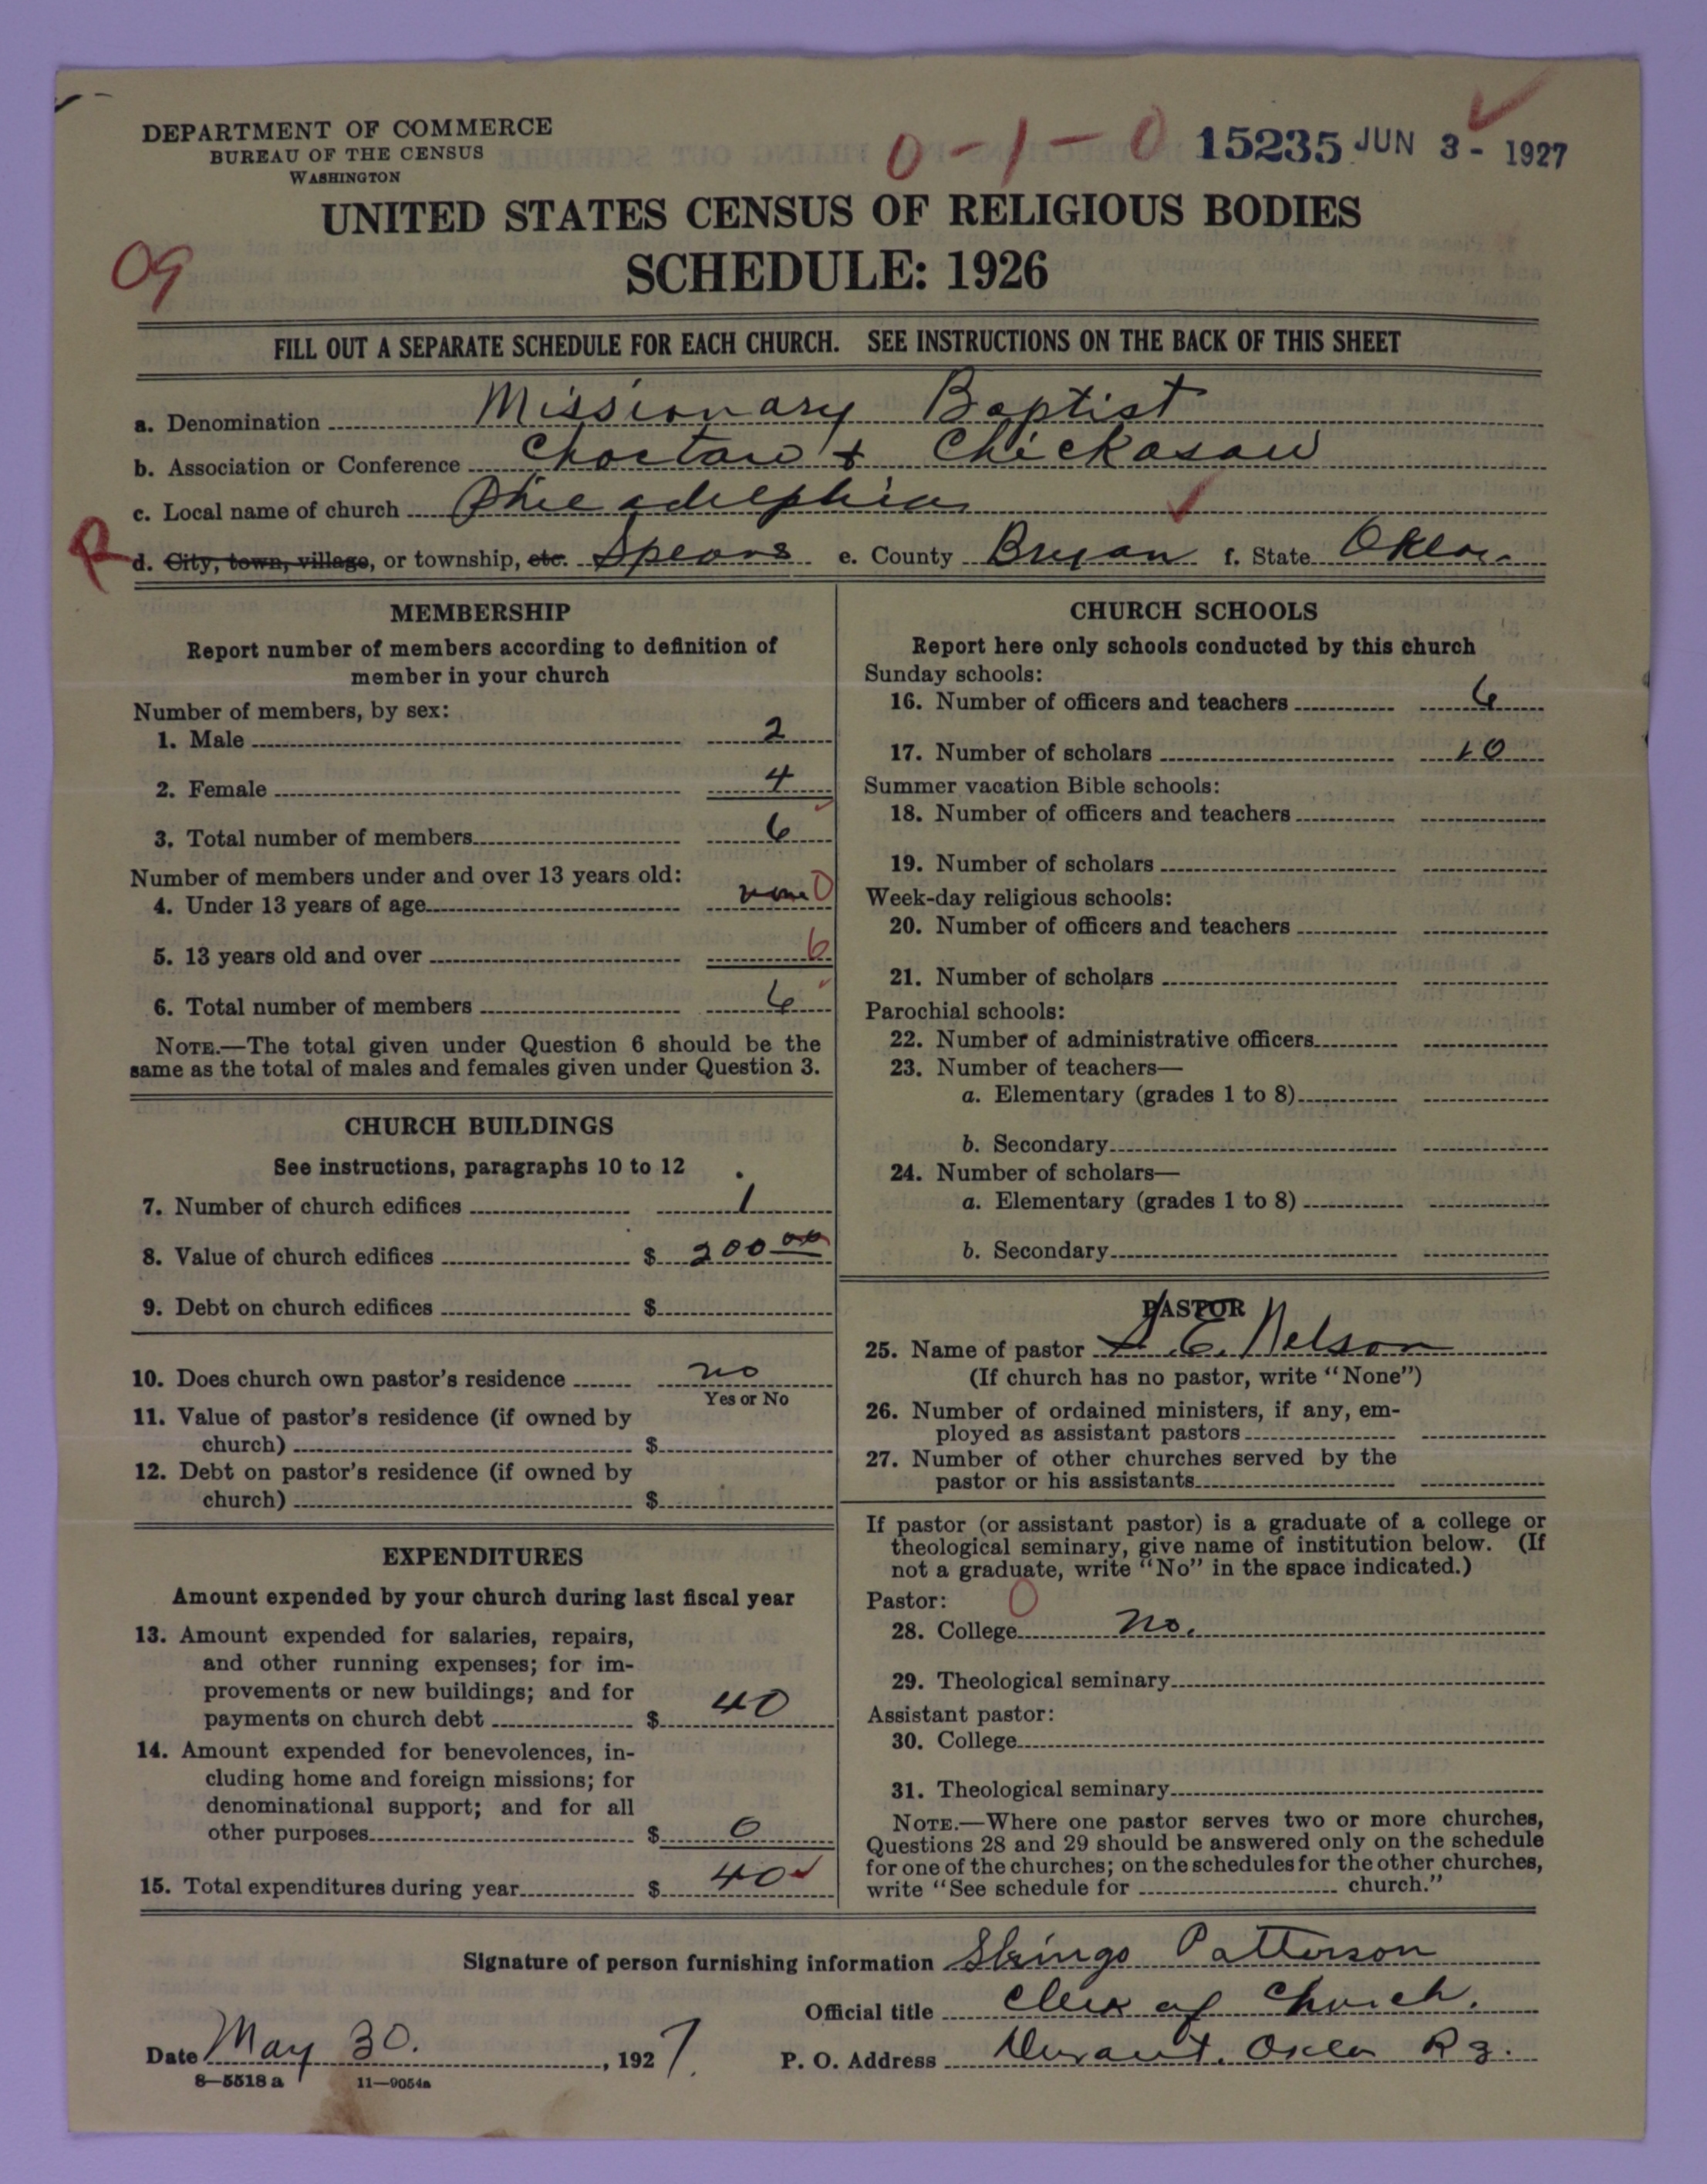 DEPARTMENT OF COMMERCE
BUREAU OF THE CENSUS
WASHINGTON
0-1-0 15235 JUN 3 - 1927
UNITED STATES CENSUS OF RELIGIOUS BODIES
09
SCHEDULE: 1926
FILL OUT A SEPARATE SCHEDULE FOR EACH CHURCH. SEE INSTRUCTIONS ON THE BACK OF THIS SHEET
a. Denomination Missionary Baptist
b. Association or Conference Choctaw & Chickasaw
c. Local name of church Philadelphia
R d. City, town, village, or township, etc. Spears e. County Bryan f. State Okla.
MEMBERSHIP
Report number of members according to definition of
member in your church
Number of members, by sex:
1. Male 2
2. Female 4
3. Total number of members 6
Number of members under and over 13 years old:
4. Under 13 years of age none 0
5. 13 years old and over 6
6. Total number of members 6
NOTE.—The total given under Question 6 should be the
same as the total of males and females given under Question 3.
CHURCH BUILDINGS
See instructions, paragraphs 10 to 12
7. Number of church edifices 1
8. Value of church edifices $ 200.00
9. Debt on church edifices $
10. Does church own pastor's residence no
Yes or No
11. Value of pastor's residence (if owned by
church) $
12. Debt on pastor's residence (if owned by
church) $
EXPENDITURES
Amount expended by your church during last fiscal year
13. Amount expended for salaries, repairs,
and other running expenses; for im-
provements or new buildings; and for
payments on church debt $ 40
14. Amount expended for benevolences, in-
cluding home and foreign missions; for
denominational support; and for all
other purposes $ 0
15. Total expenditures during year $ 40
CHURCH SCHOOLS
Report here only schools conducted by this church
Sunday schools:
16. Number of officers and teachers 6
17. Number of scholars 10
Summer vacation Bible schools:
18. Number of officers and teachers
19. Number of scholars
Week-day religious schools:
20. Number of officers and teachers
21. Number of scholars
Parochial schools:
22. Number of administrative officers
23. Number of teachers—
a. Elementary (grades 1 to 8)
b. Secondary
24. Number of scholars—
a. Elementary (grades 1 to 8)
b. Secondary
PASTOR
25. Name of pastor S. E. Nelson
(If church has no pastor, write "None")
26. Number of ordained ministers, if any, em-
ployed as assistant pastors
27. Number of other churches served by the
pastor or his assistants
If pastor (or assistant pastor) is a graduate of a college or
theological seminary, give name of institution below. (If
not a graduate, write "No" in the space indicated.)
Pastor: 0
28. College No.
29. Theological seminary
Assistant pastor:
30. College
31. Theological seminary
NOTE.—Where one pastor serves two or more churches,
Questions 28 and 29 should be answered only on the schedule
for one of the churches; on the schedules for the other churches,
write "See schedule for church."
Signature of person furnishing information Patterson
Official title Clerk of Church.
Date May 30. , 1927. P. O. Address Durant. Okla R 3.
8—5518 a 11—9054a